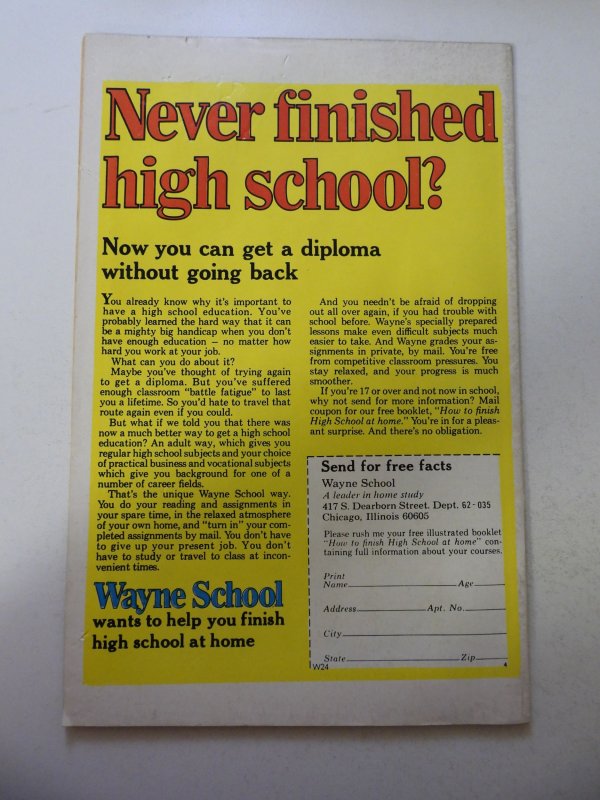 Never finished
high school?
Now you can get a diploma
without going back
You already know why it's important to
have a high school education. You've
probably learned the hard way that it can
be a mighty big handicap when you don't
have enough education – no matter how
hard you work at your job.
What can you do about it?
Maybe you've thought of trying again
to get a diploma. But you've suffered
enough classroom "battle fatigue" to last
you a lifetime. So you'd hate to travel that
route again even if you could.
But what if we told you that there was
now a much better way to get a high school
education? An adult way, which gives you
regular high school subjects and your choice
of practical business and vocational subjects
which give you background for one of a
number of career fields.
That's the unique Wayne School way.
You do your reading and assignments in
your spare time, in the relaxed atmosphere
of your own home, and "turn in" your com-
pleted assignments by mail. You don't have
to give up your present job. You don't
have to study or travel to class at incon-
venient times.
Wayne School
wants to help you finish
high school at home
And you needn't be afraid of dropping
out all over again, if you had trouble with
school before. Wayne's specially prepared
lessons make even difficult subjects much
easier to take. And Wayne grades your as-
signments in private, by mail. You're free
from competitive classroom pressures. You
stay relaxed, and your progress is much
smoother.
If you're 17 or over and not now in school,
why not send for more information? Mail
coupon for our free booklet, "How to finish
High School at home." You're in for a pleas-
ant surprise. And there's no obligation.
Send for free facts
Wayne School
A leader in home study
417 S. Dearborn Street. Dept. 62-035
Chicago, Illinois 60605
Please rush me your free illustrated booklet
"How to finish High School at home" con-
taining full information about your courses.
Print
Name Age
Address Apt. No.
City
State Zip
W24 4